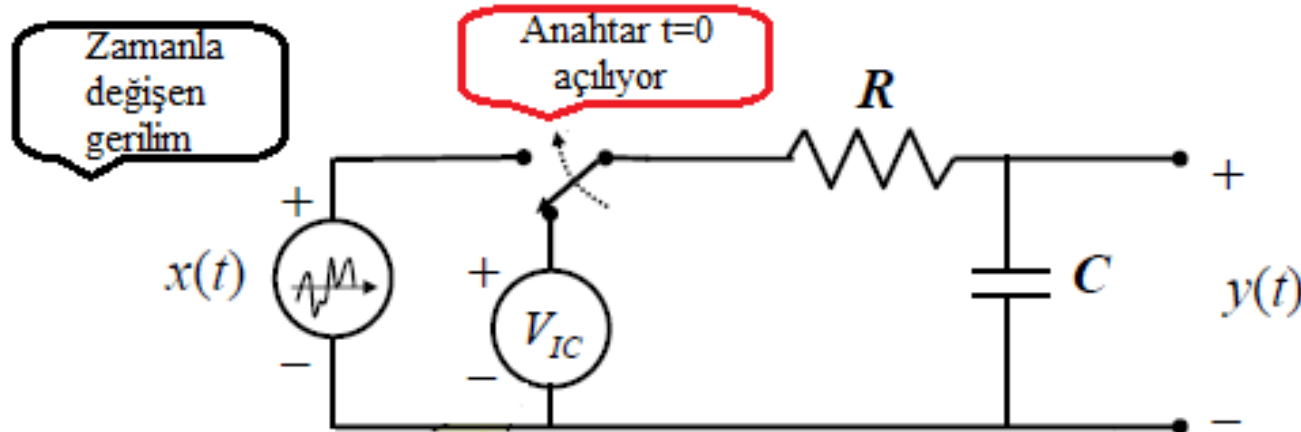 Zamanla
değişen
gerilim
Anahtar t=0
açılıyor
R
+
x(t)
−
+
V_IC
−
C
+
y(t)
−